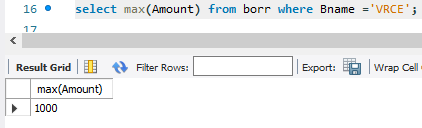 16 select max(Amount) from borr where Bname ='VRCE';
17
Result Grid Filter Rows: Export: Wrap Cell
max(Amount)
1000